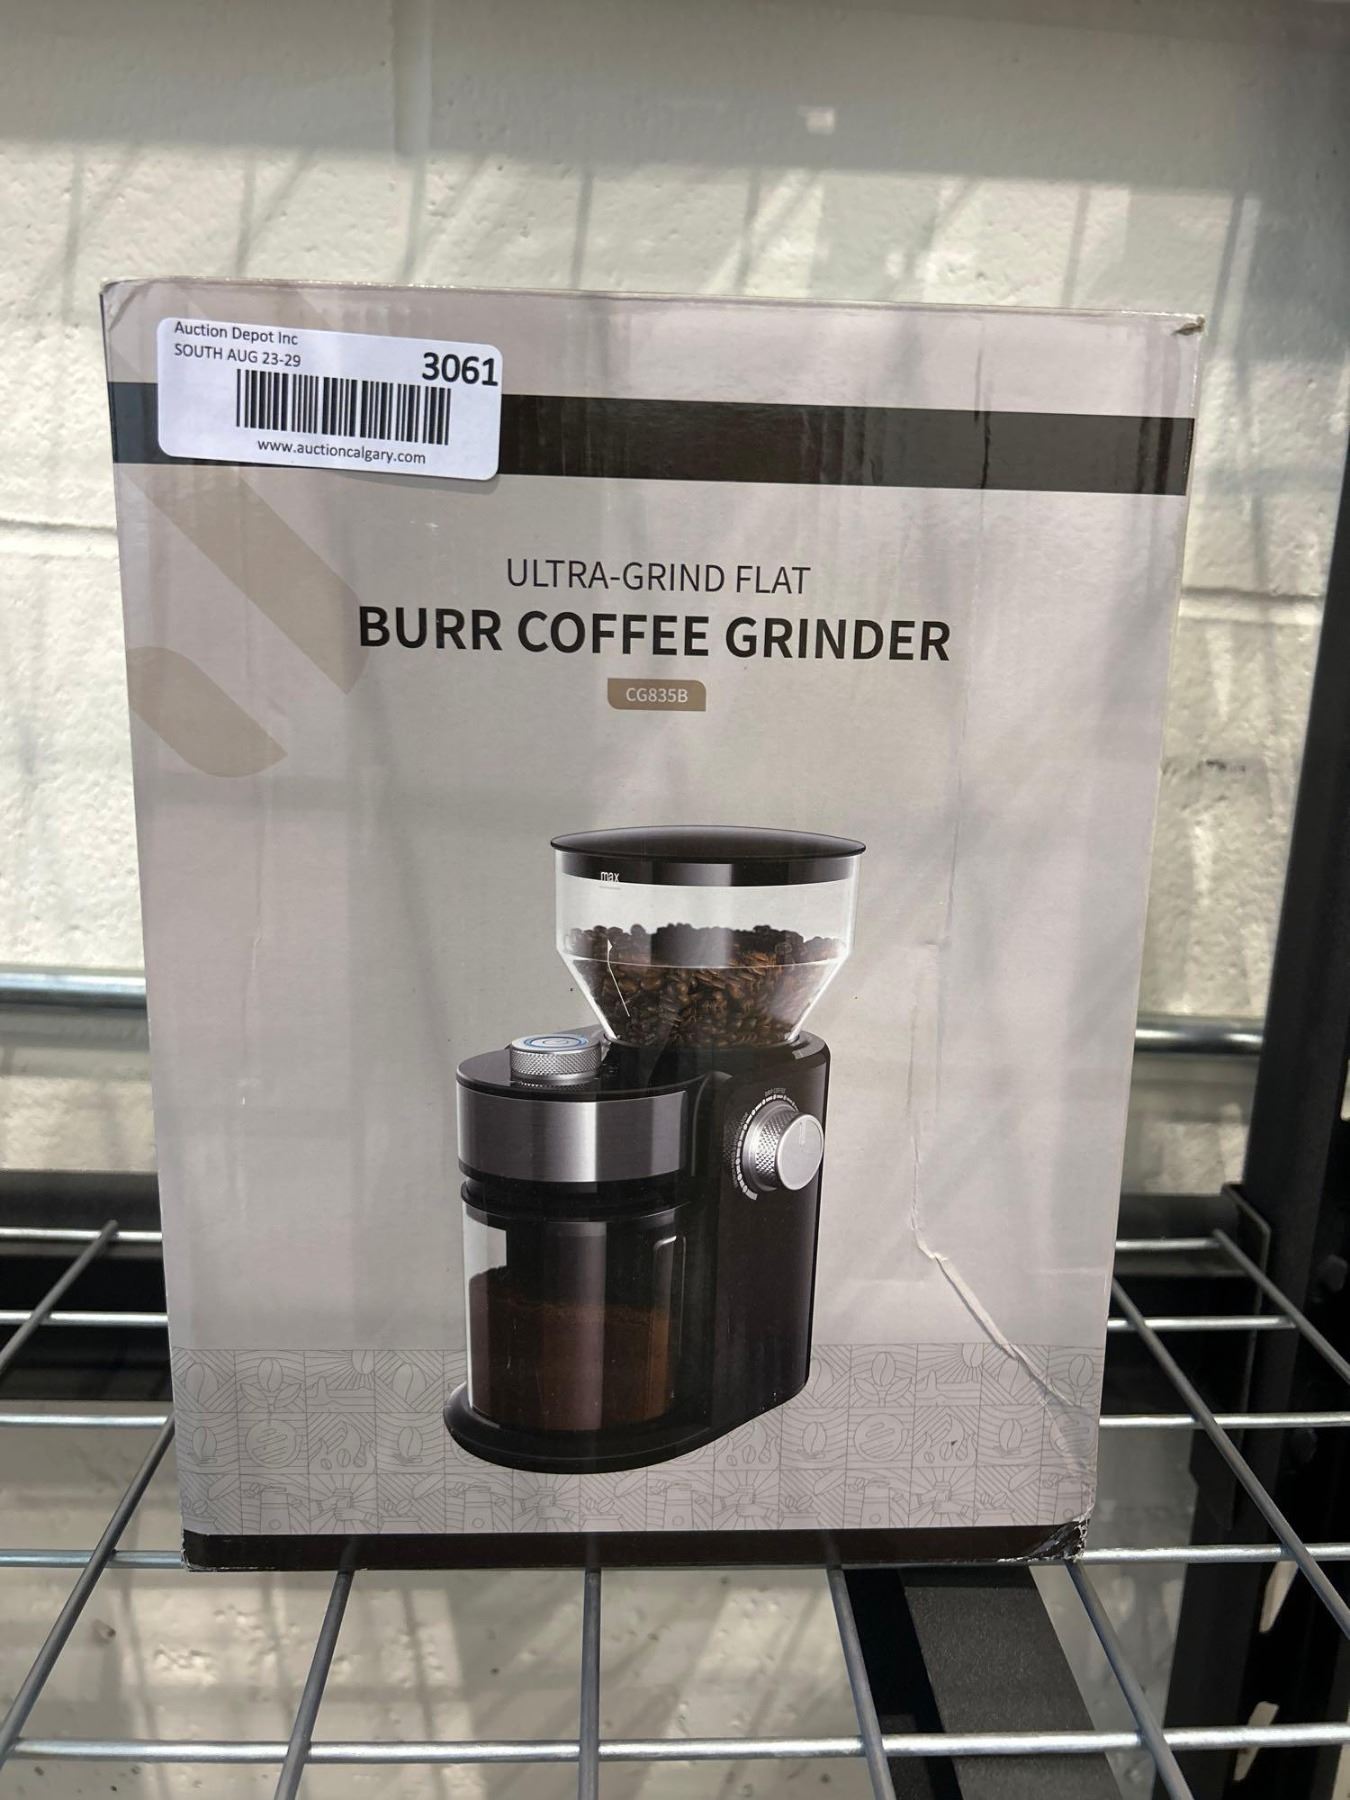 Auction Depot Inc
SOUTH AUG 23-29
3061
www.auctioncalgary.com
ULTRA-GRIND FLAT
BURR COFFEE GRINDER
CG835B
max